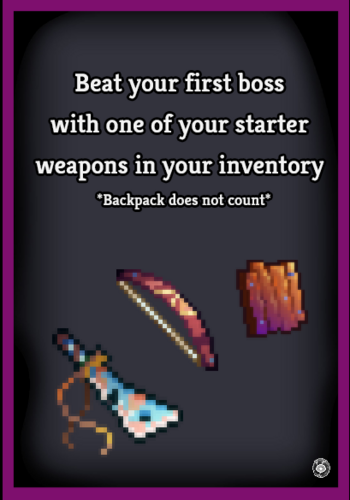 Beat your first boss
with one of your starter
weapons in your inventory
*Backpack does not count*